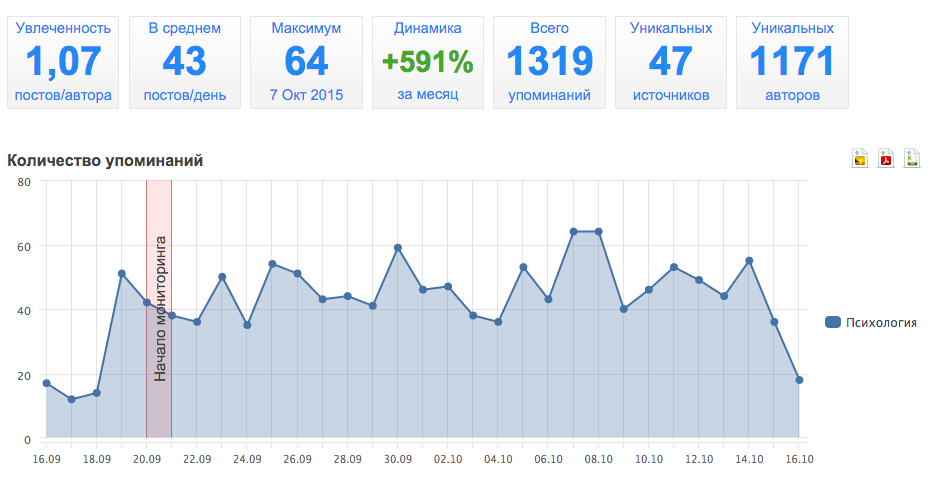 Увлеченность
1,07
постов/автора
В среднем
43
постов/день
Максимум
64
7 Окт 2015
Динамика
+591%
за месяц
Всего
1319
упоминаний
Уникальных
47
источников
Уникальных
1171
авторов
Количество упоминаний
80
60
40
20
0
Начало мониторинга
Психология
16.09 18.09 20.09 22.09 24.09 26.09 28.09 30.09 02.10 04.10 06.10 08.10 10.10 12.10 14.10 16.10